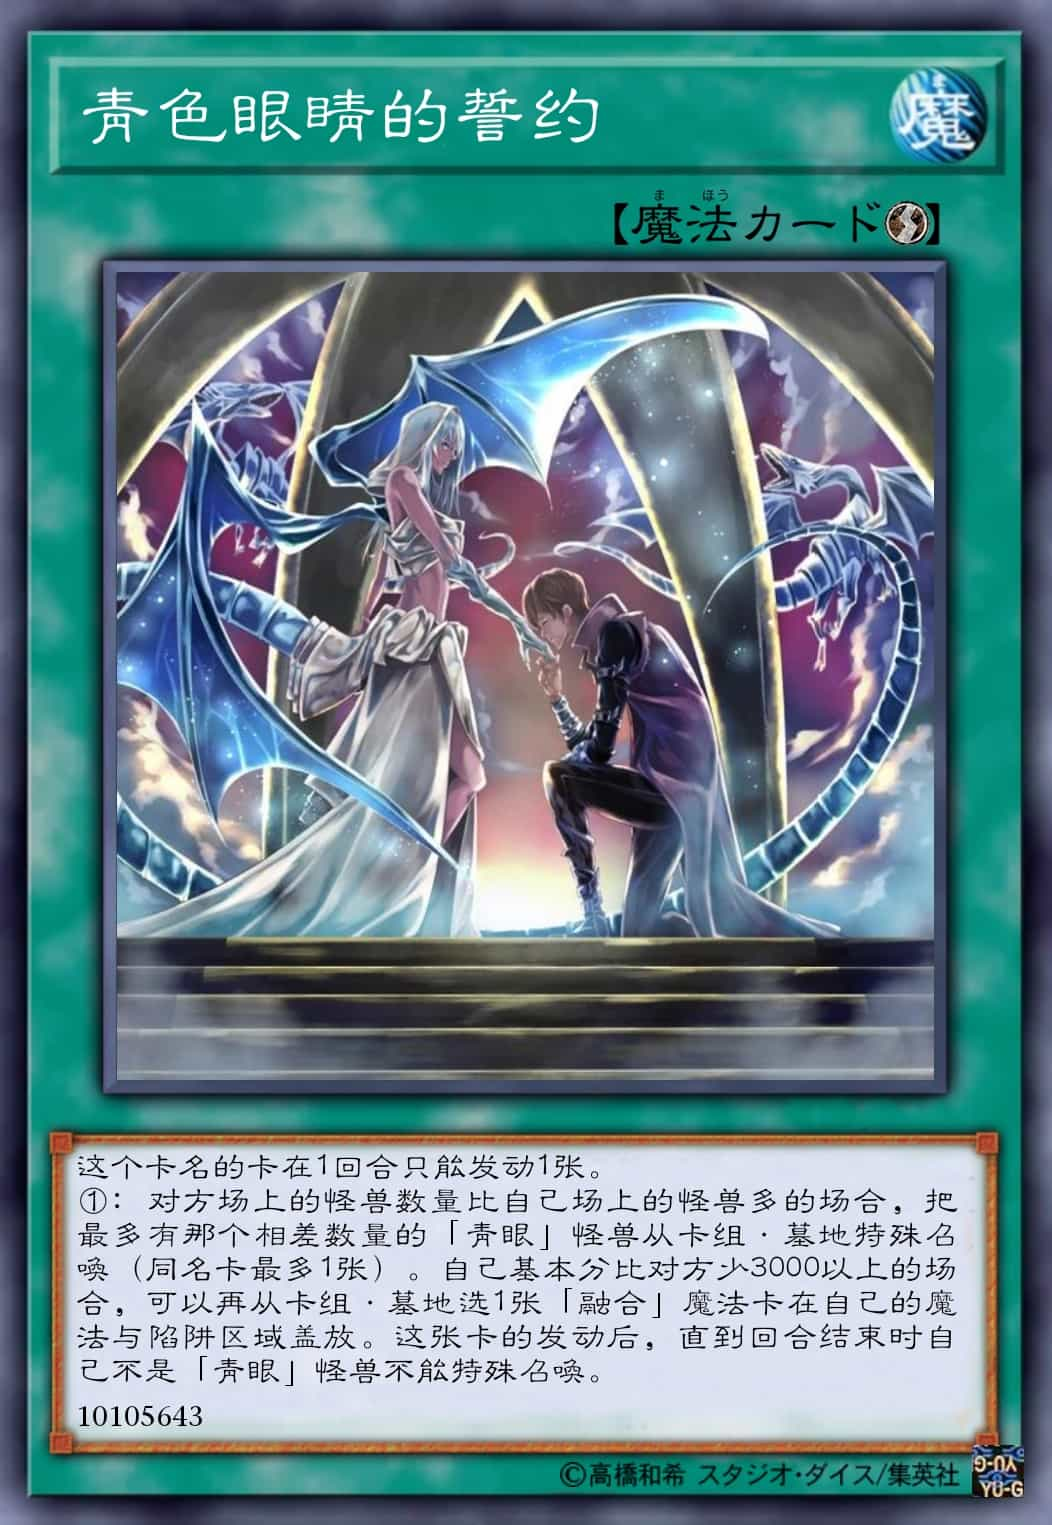 青色眼睛的誓约
魔
【魔法カード】
ま ほう
这个卡名的卡在1回合只能发动1张。
①：对方场上的怪兽数量比自己场上的怪兽多的场合，把
最多有那个相差数量的「青眼」怪兽从卡组·墓地特殊召
唤（同名卡最多1张）。自己基本分比对方少3000以上的场
合，可以再从卡组·墓地选1张「融合」魔法卡在自己的魔
法与陷阱区域盖放。这张卡的发动后，直到回合结束时自
己不是「青眼」怪兽不能特殊召唤。
10105643
©高橋和希 スタジオ・ダイス/集英社
YU-G
YU-G